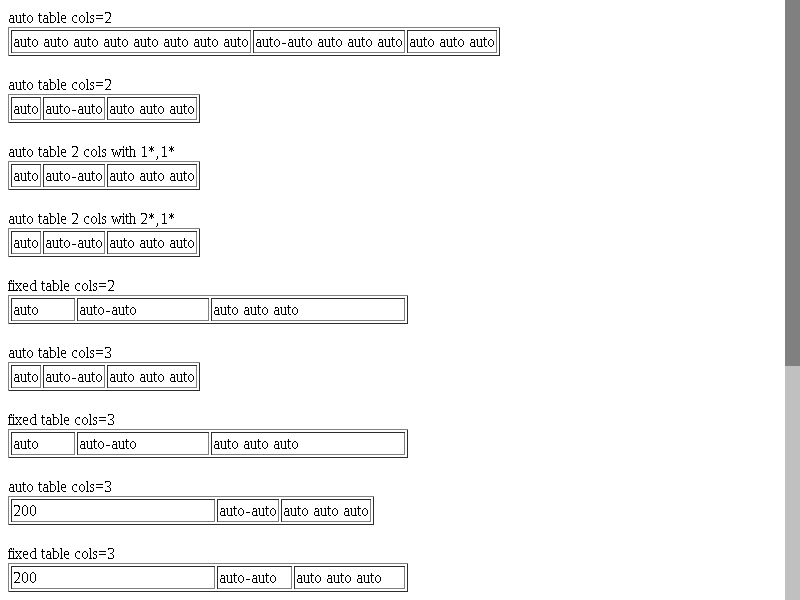 auto table cols=2
auto auto auto auto auto auto auto auto auto-auto auto auto auto auto auto auto
auto table cols=2
auto auto-auto auto auto auto
auto table 2 cols with 1*,1*
auto auto-auto auto auto auto
auto table 2 cols with 2*,1*
auto auto-auto auto auto auto
fixed table cols=2
auto auto-auto auto auto auto
auto table cols=3
auto auto-auto auto auto auto
fixed table cols=3
auto auto-auto auto auto auto
auto table cols=3
200 auto-auto auto auto auto
fixed table cols=3
200 auto-auto auto auto auto